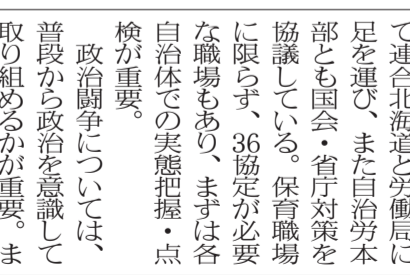 て連合北海道と労働局に
足を運び、また自治労本
部とも国会・省庁対策を
協議している。保育職場
に限らず、36協定が必要
な職場もあり、まずは各
自治体での実態把握・点
検が重要。
政治闘争については、
普段から政治を意識して
取り組めるかが重要。ま